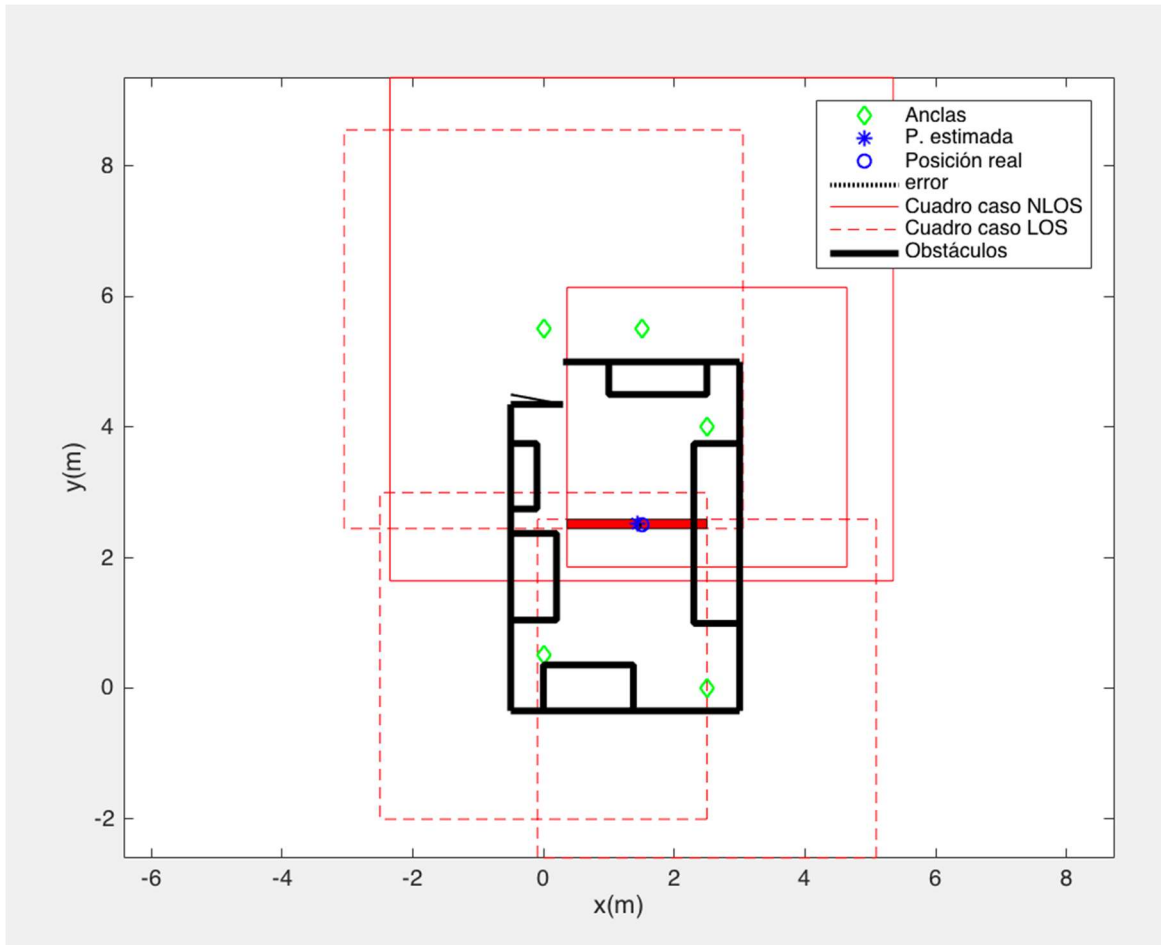 Anclas
P. estimada
Posición real
error
Cuadro caso NLOS
Cuadro caso LOS
Obstáculos
8
6
4
2
0
-2
y(m)
-6
-4
-2
0
2
4
6
8
x(m)